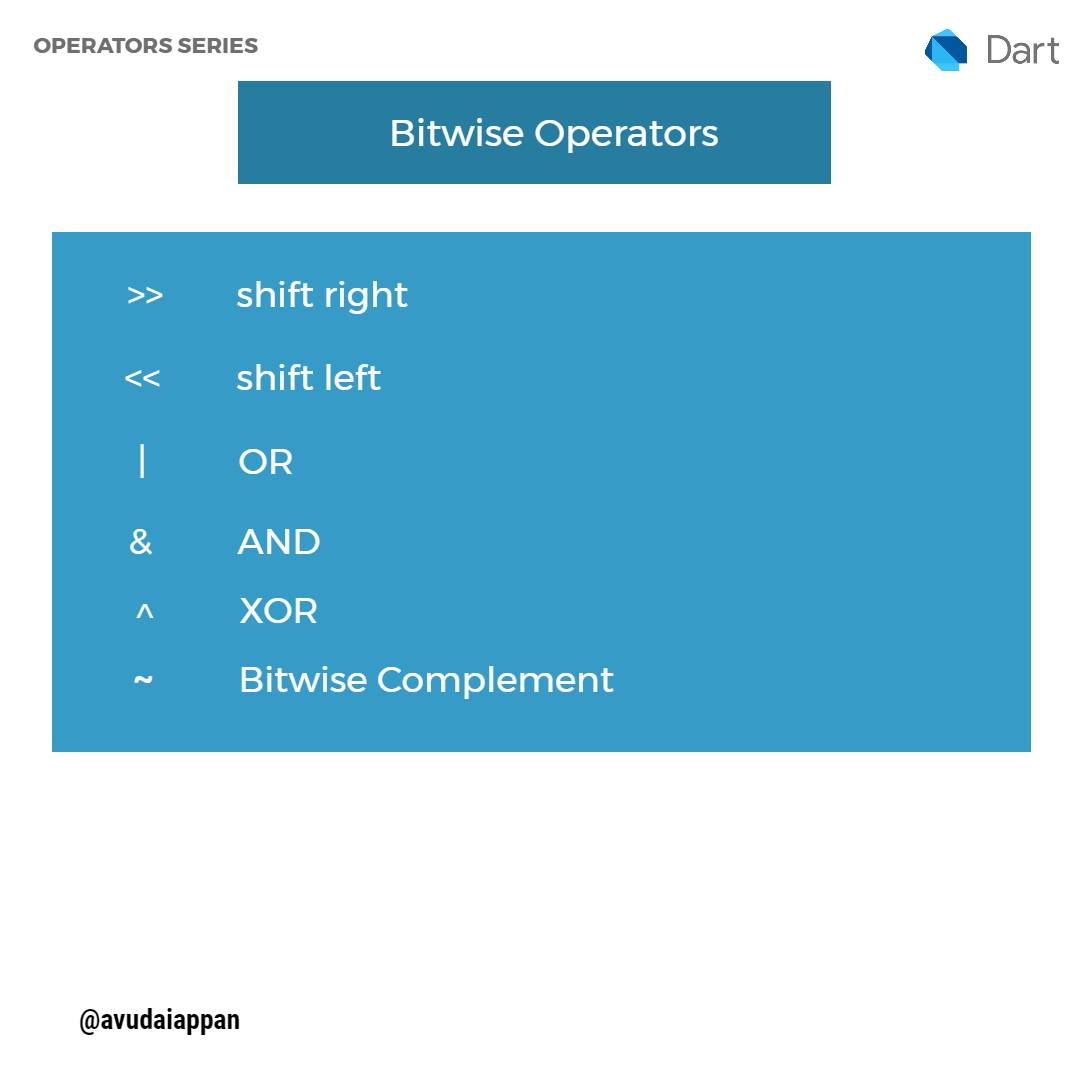 OPERATORS SERIES
Dart
Bitwise Operators
>> shift right
<< shift left
| OR
& AND
^ XOR
~ Bitwise Complement
@avudaiappan